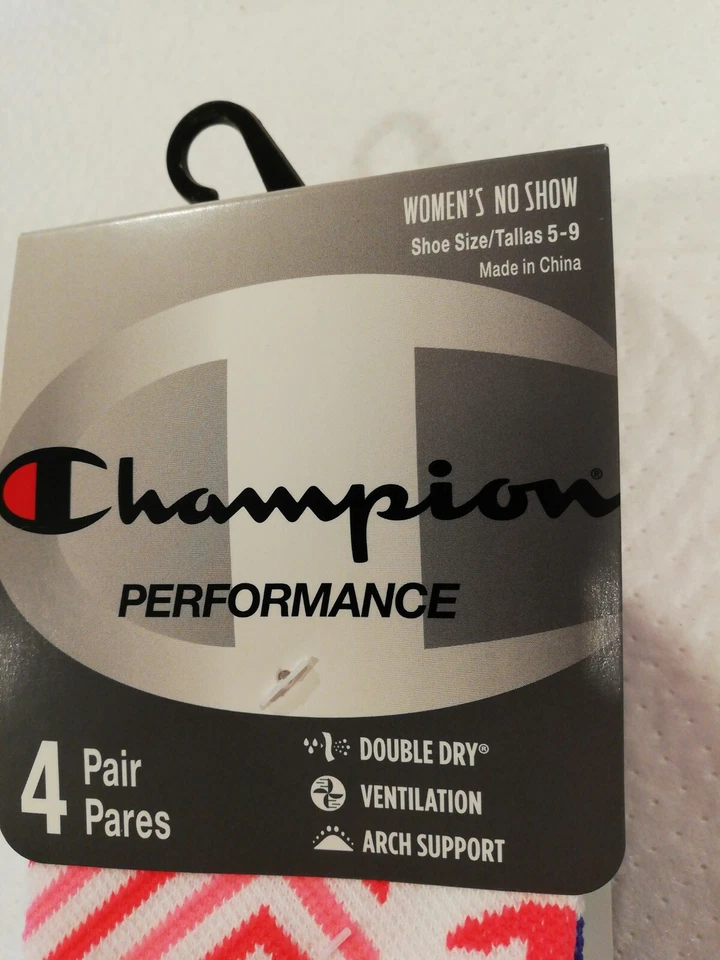 WOMEN'S NO SHOW
Shoe Size/Tallas 5-9
Made in China
Champion®
PERFORMANCE
4 Pair
Pares
DOUBLE DRY®
VENTILATION
ARCH SUPPORT